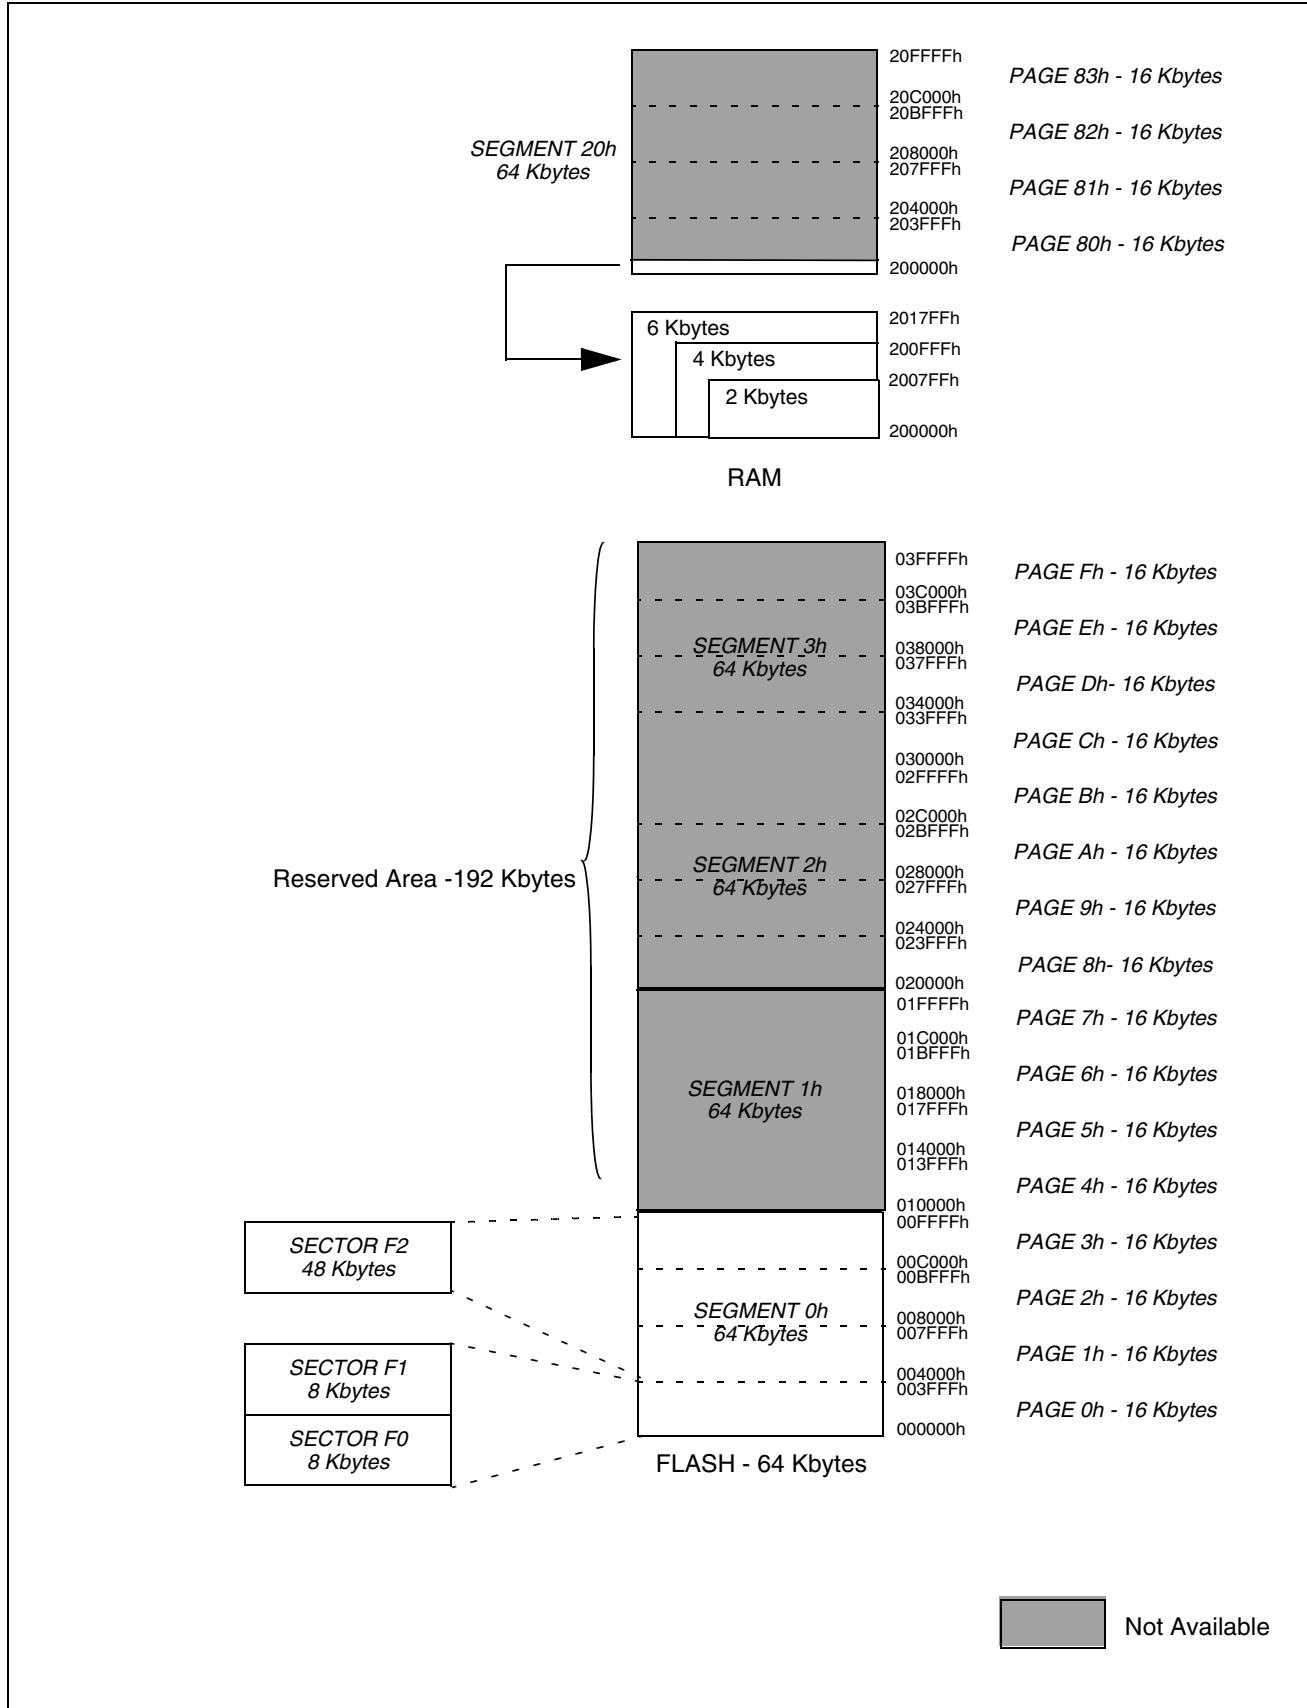 20FFFFh
PAGE 83h - 16 Kbytes
20C000h
20BFFFh
PAGE 82h - 16 Kbytes
SEGMENT 20h
64 Kbytes
208000h
207FFFh
PAGE 81h - 16 Kbytes
204000h
203FFFh
PAGE 80h - 16 Kbytes
200000h
6 Kbytes
2017FFh
4 Kbytes
200FFFh
2 Kbytes
2007FFh
200000h
RAM
03FFFFh
PAGE Fh - 16 Kbytes
03C000h
03BFFFh
PAGE Eh - 16 Kbytes
SEGMENT 3h
64 Kbytes
038000h
037FFFh
PAGE Dh- 16 Kbytes
034000h
033FFFh
PAGE Ch - 16 Kbytes
030000h
02FFFFh
PAGE Bh - 16 Kbytes
02C000h
02BFFFh
PAGE Ah - 16 Kbytes
Reserved Area -192 Kbytes
SEGMENT 2h
64 Kbytes
028000h
027FFFh
PAGE 9h - 16 Kbytes
024000h
023FFFh
PAGE 8h- 16 Kbytes
020000h
01FFFFh
PAGE 7h - 16 Kbytes
01C000h
01BFFFh
PAGE 6h - 16 Kbytes
SEGMENT 1h
64 Kbytes
018000h
017FFFh
PAGE 5h - 16 Kbytes
014000h
013FFFh
PAGE 4h - 16 Kbytes
010000h
00FFFFh
SECTOR F2
48 Kbytes
PAGE 3h - 16 Kbytes
00C000h
00BFFFh
PAGE 2h - 16 Kbytes
SEGMENT 0h
64 Kbytes
008000h
007FFFh
PAGE 1h - 16 Kbytes
SECTOR F1
8 Kbytes
004000h
003FFFh
PAGE 0h - 16 Kbytes
SECTOR F0
8 Kbytes
000000h
FLASH - 64 Kbytes
Not Available